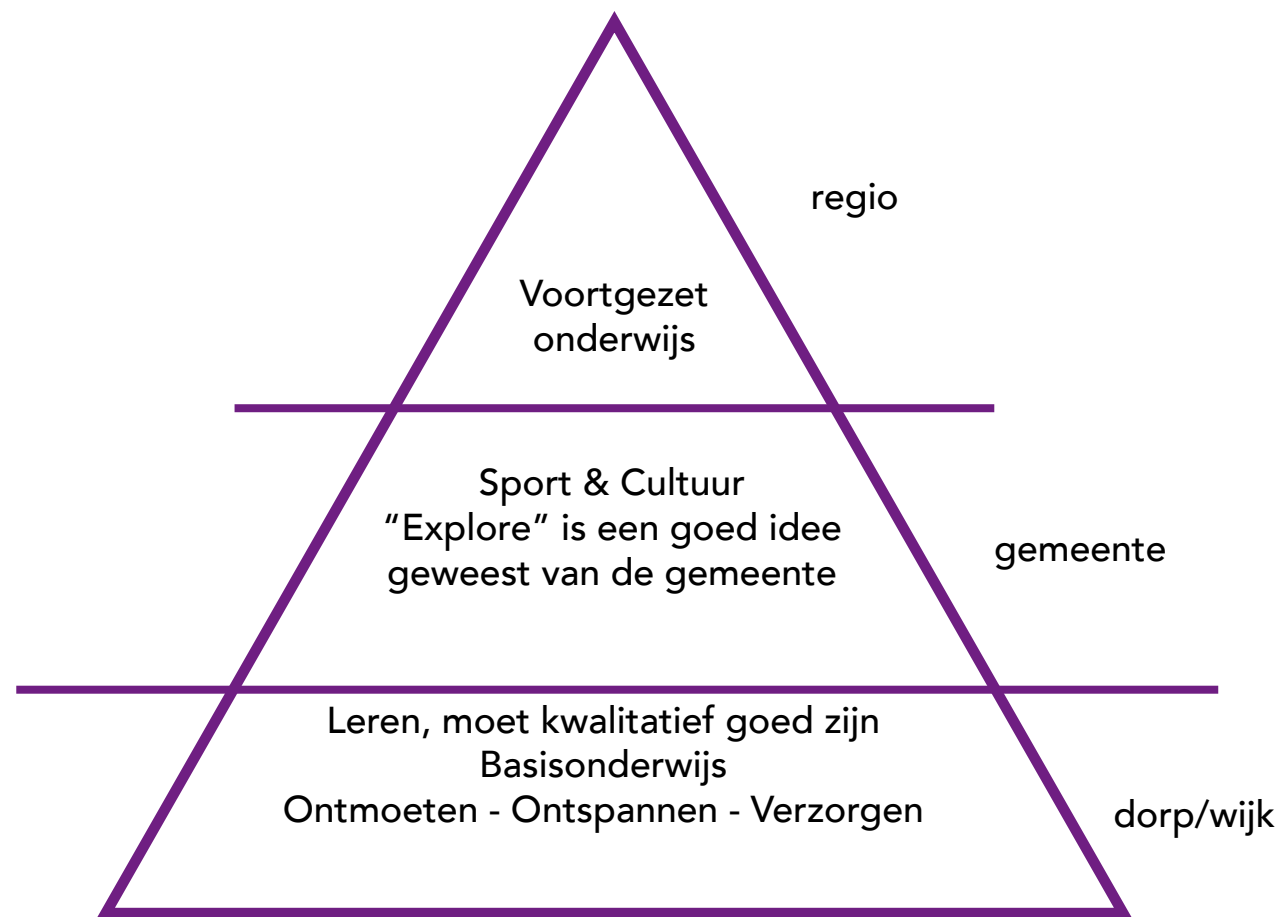 regio
Voortgezet
onderwijs
Sport & Cultuur
“Explore” is een goed idee
geweest van de gemeente
gemeente
Leren, moet kwalitatief goed zijn
Basisonderwijs
Ontmoeten - Ontspannen - Verzorgen
dorp/wijk